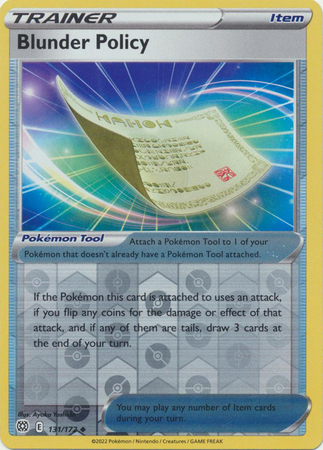 TRAINER Item
Blunder Policy
Pokémon Tool
Attach a Pokémon Tool to 1 of your
Pokémon that doesn't already have a Pokémon Tool attached.
If the Pokémon this card is attached to uses an attack,
if you flip any coins for the damage or effect of that
attack, and if any of them are tails, draw 3 cards at
the end of your turn.
You may play any number of Item cards
during your turn.
Illus. Ayaka Yoshida
E 131/172
©2022 Pokémon / Nintendo / Creatures / GAME FREAK